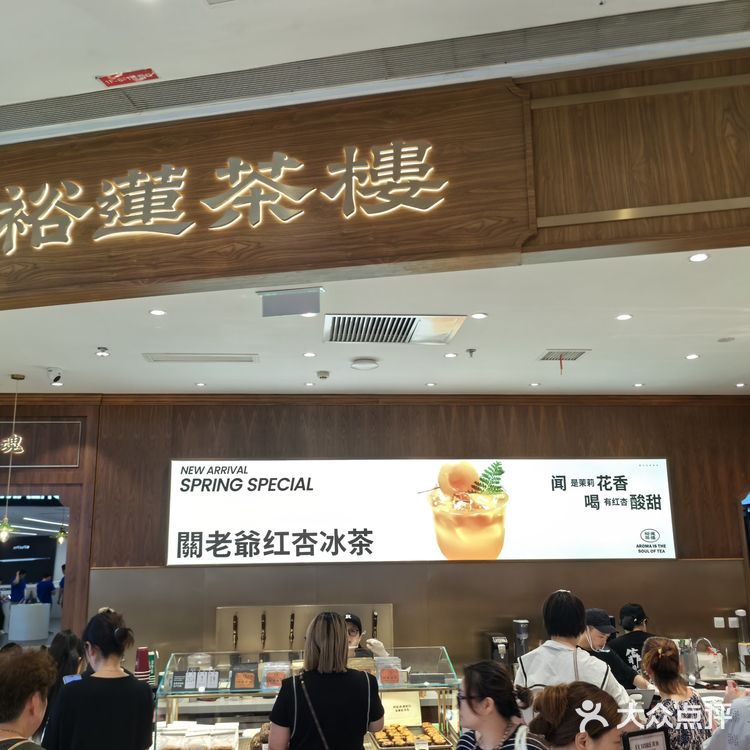 裕蓮茶樓
魂
NEW ARRIVAL
SPRING SPECIAL
關老爺红杏冰茶
闻是茉莉花香
喝有红杏酸甜
AROMA IS THE
SOUL OF TEA
大众点评